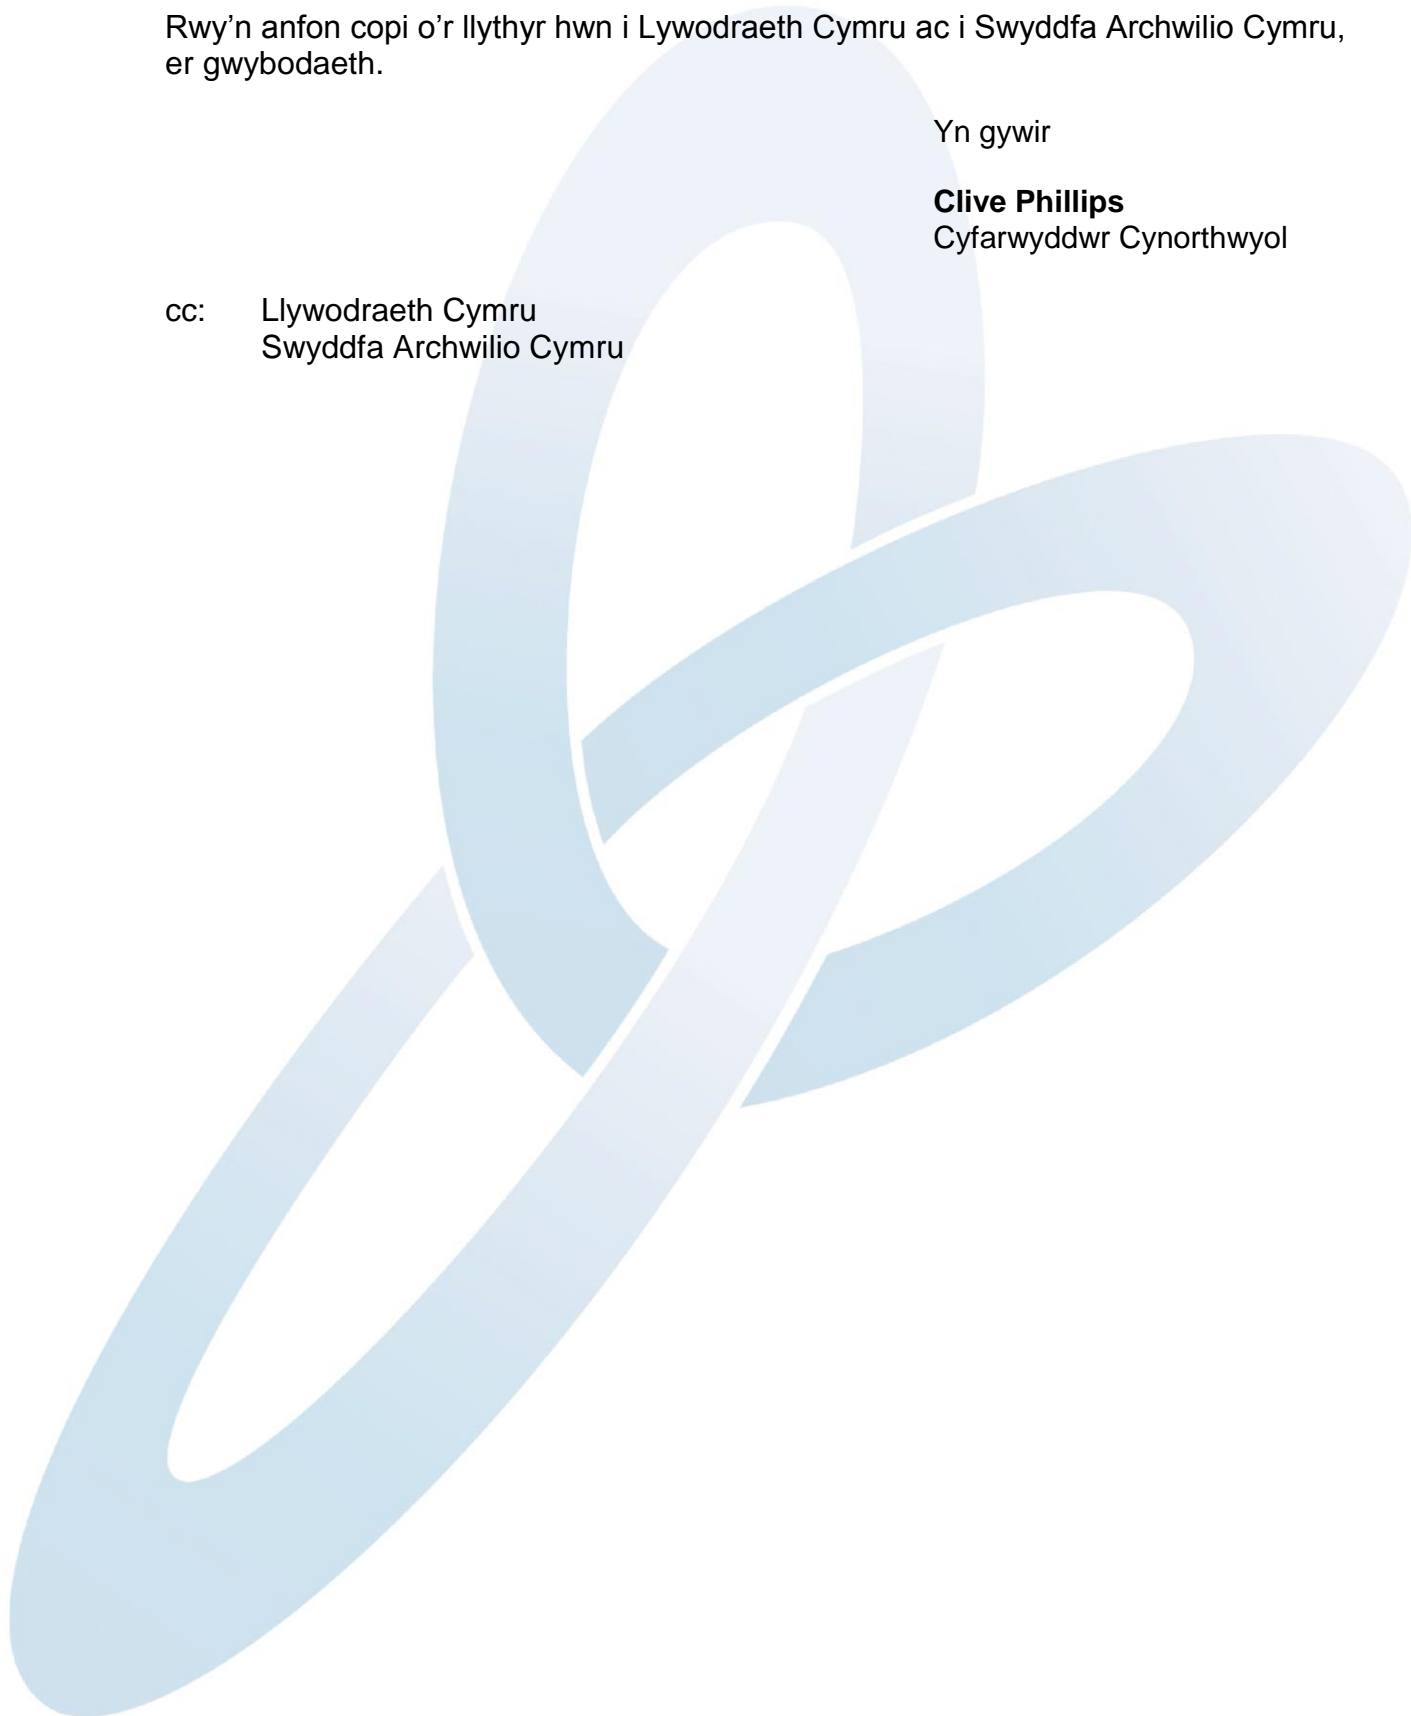 Rwy’n anfon copi o’r llythyr hwn i Lywodraeth Cymru ac i Swyddfa Archwilio Cymru,
er gwybodaeth.
Yn gywir
Clive Phillips
Cyfarwyddwr Cynorthwyol
cc: Llywodraeth Cymru
Swyddfa Archwilio Cymru